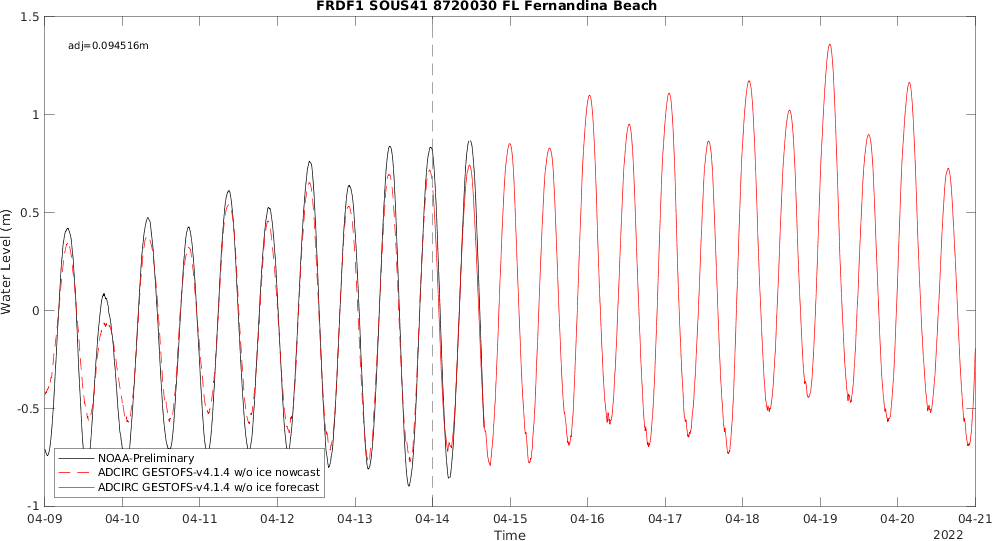 FRDF1 SOUS41 8720030 FL Fernandina Beach
1.5
adj=0.094516m
1
0.5
0
-0.5
-1
Water Level (m)
NOAA-Preliminary
ADCIRC GESTOFS-v4.1.4 w/o ice nowcast
ADCIRC GESTOFS-v4.1.4 w/o ice forecast
04-09 04-10 04-11 04-12 04-13 04-14 04-15 04-16 04-17 04-18 04-19 04-20 04-21
Time
2022